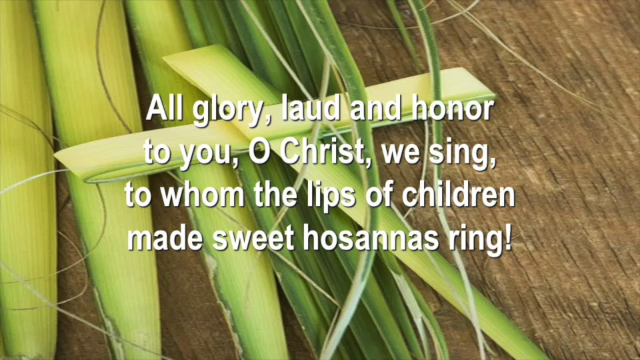 All glory, laud and honor
to you, O Christ, we sing,
to whom the lips of children
made sweet hosannas ring!